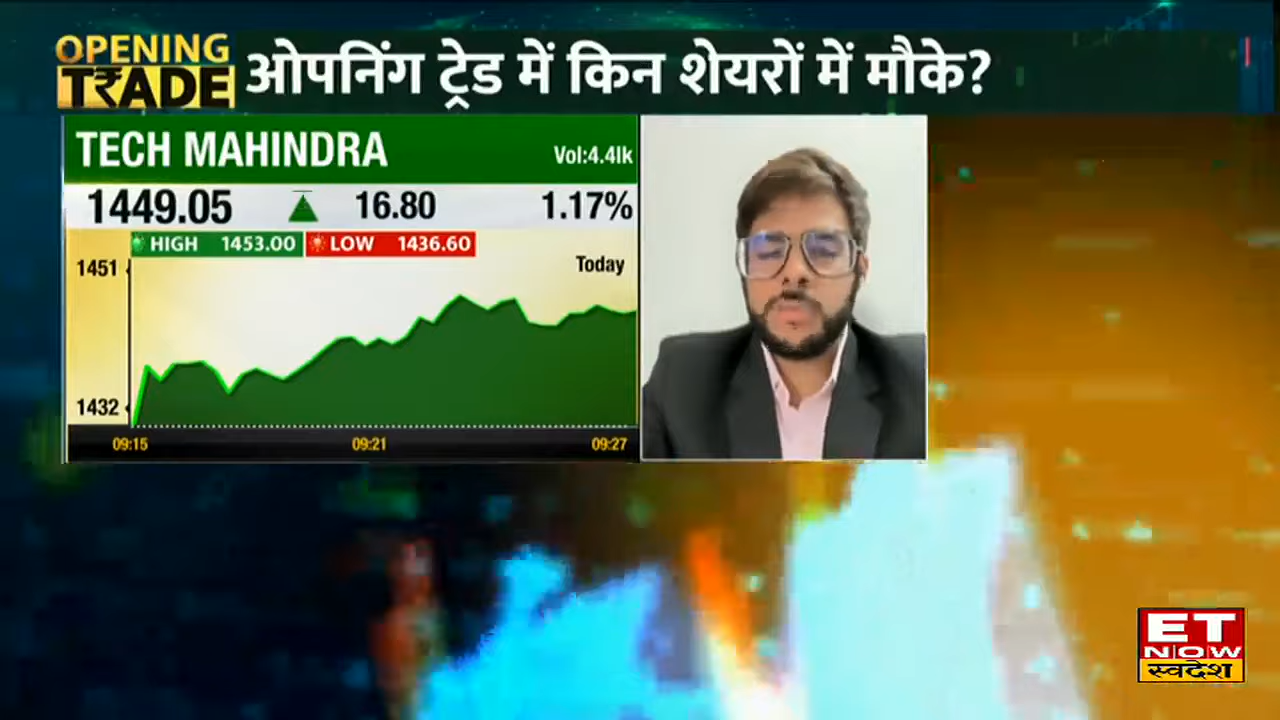 OPENING
TRADE
ओपनिंग ट्रेड में किन शेयरों में मौके?
TECH MAHINDRA
Vol:4.4lk
1449.05 16.80 1.17%
HIGH 1453.00 LOW 1436.60
Today
1451
1432
09:15 09:21 09:27
ET
NOW
स्वदेश